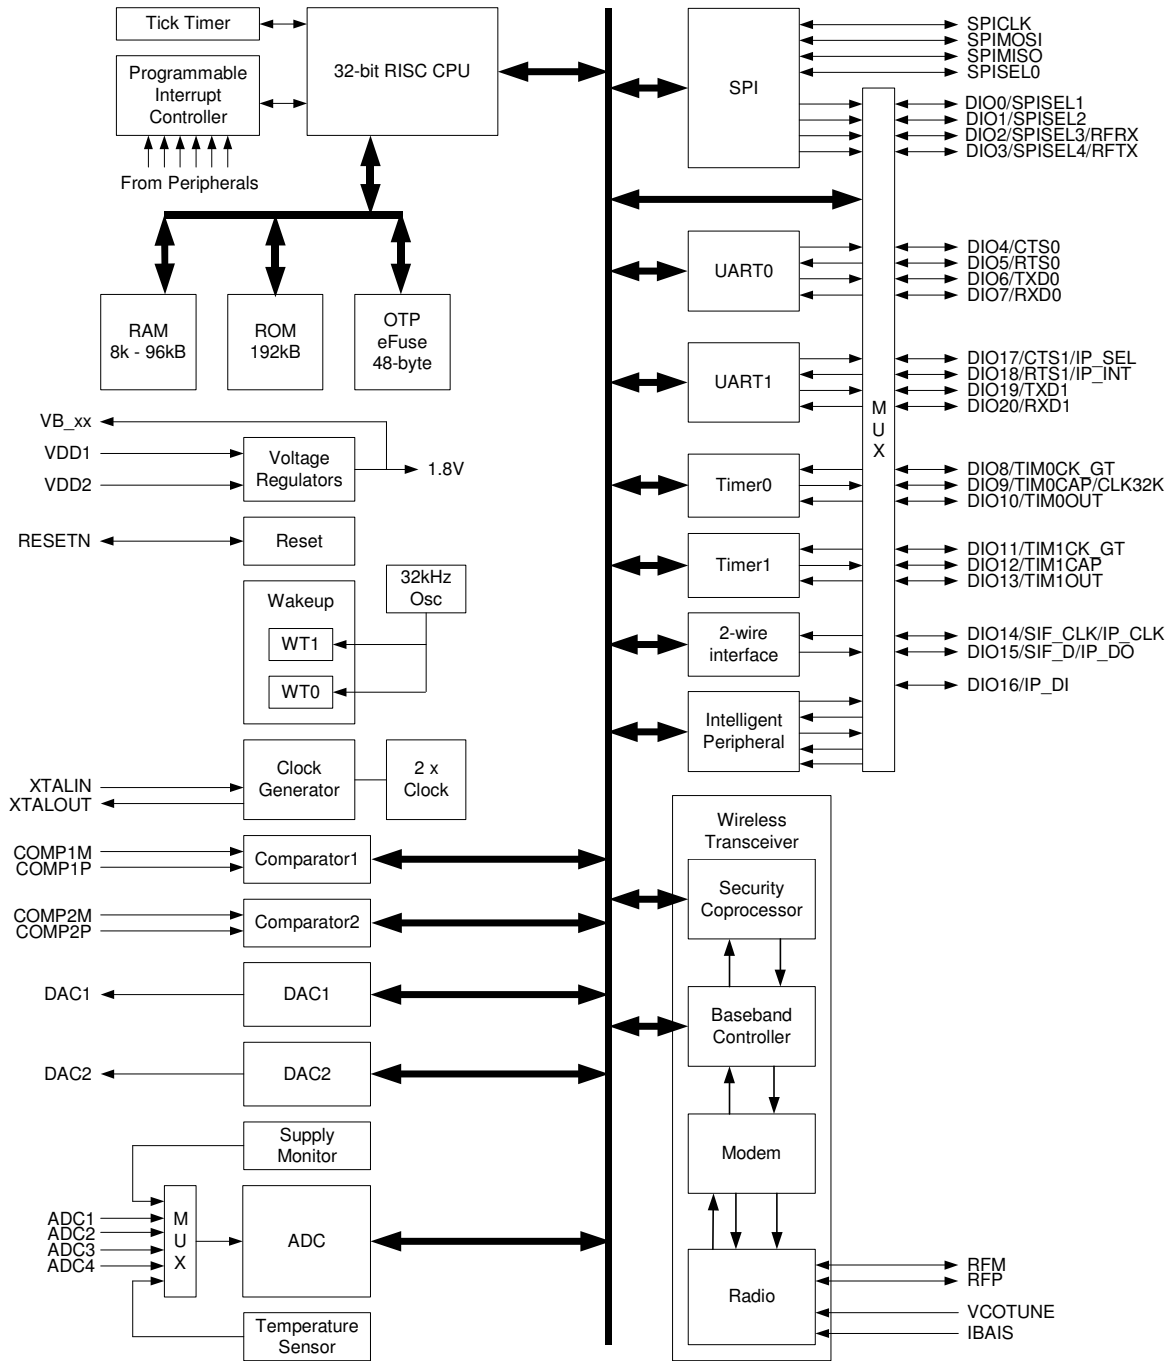 Tick Timer
Programmable
Interrupt
Controller
From Peripherals
32-bit RISC CPU
RAM
8k - 96kB
ROM
192kB
OTP
eFuse
48-byte
VB_xx
VDD1
VDD2
Voltage
Regulators
1.8V
RESETN
Reset
Wakeup
WT1
WT0
32kHz
Osc
XTALIN
XTALOUT
Clock
Generator
2 x
Clock
COMP1M
COMP1P
Comparator1
COMP2M
COMP2P
Comparator2
DAC1
DAC1
DAC2
DAC2
Supply
Monitor
ADC1
ADC2
ADC3
ADC4
M
U
X
ADC
Temperature
Sensor
SPI
SPICLK
SPIMOSI
SPIMISO
SPISEL0
DIO0/SPISEL1
DIO1/SPISEL2
DIO2/SPISEL3/RFRX
DIO3/SPISEL4/RFTX
UART0
DIO4/CTS0
DIO5/RTS0
DIO6/TXD0
DIO7/RXD0
UART1
DIO17/CTS1/IP_SEL
DIO18/RTS1/IP_INT
DIO19/TXD1
DIO20/RXD1
M
U
X
Timer0
DIO8/TIM0CK_GT
DIO9/TIM0CAP/CLK32K
DIO10/TIM0OUT
Timer1
DIO11/TIM1CK_GT
DIO12/TIM1CAP
DIO13/TIM1OUT
2-wire
interface
DIO14/SIF_CLK/IP_CLK
DIO15/SIF_D/IP_DO
DIO16/IP_DI
Intelligent
Peripheral
Wireless
Transceiver
Security
Coprocessor
Baseband
Controller
Modem
Radio
RFM
RFP
VCOTUNE
IBAIS